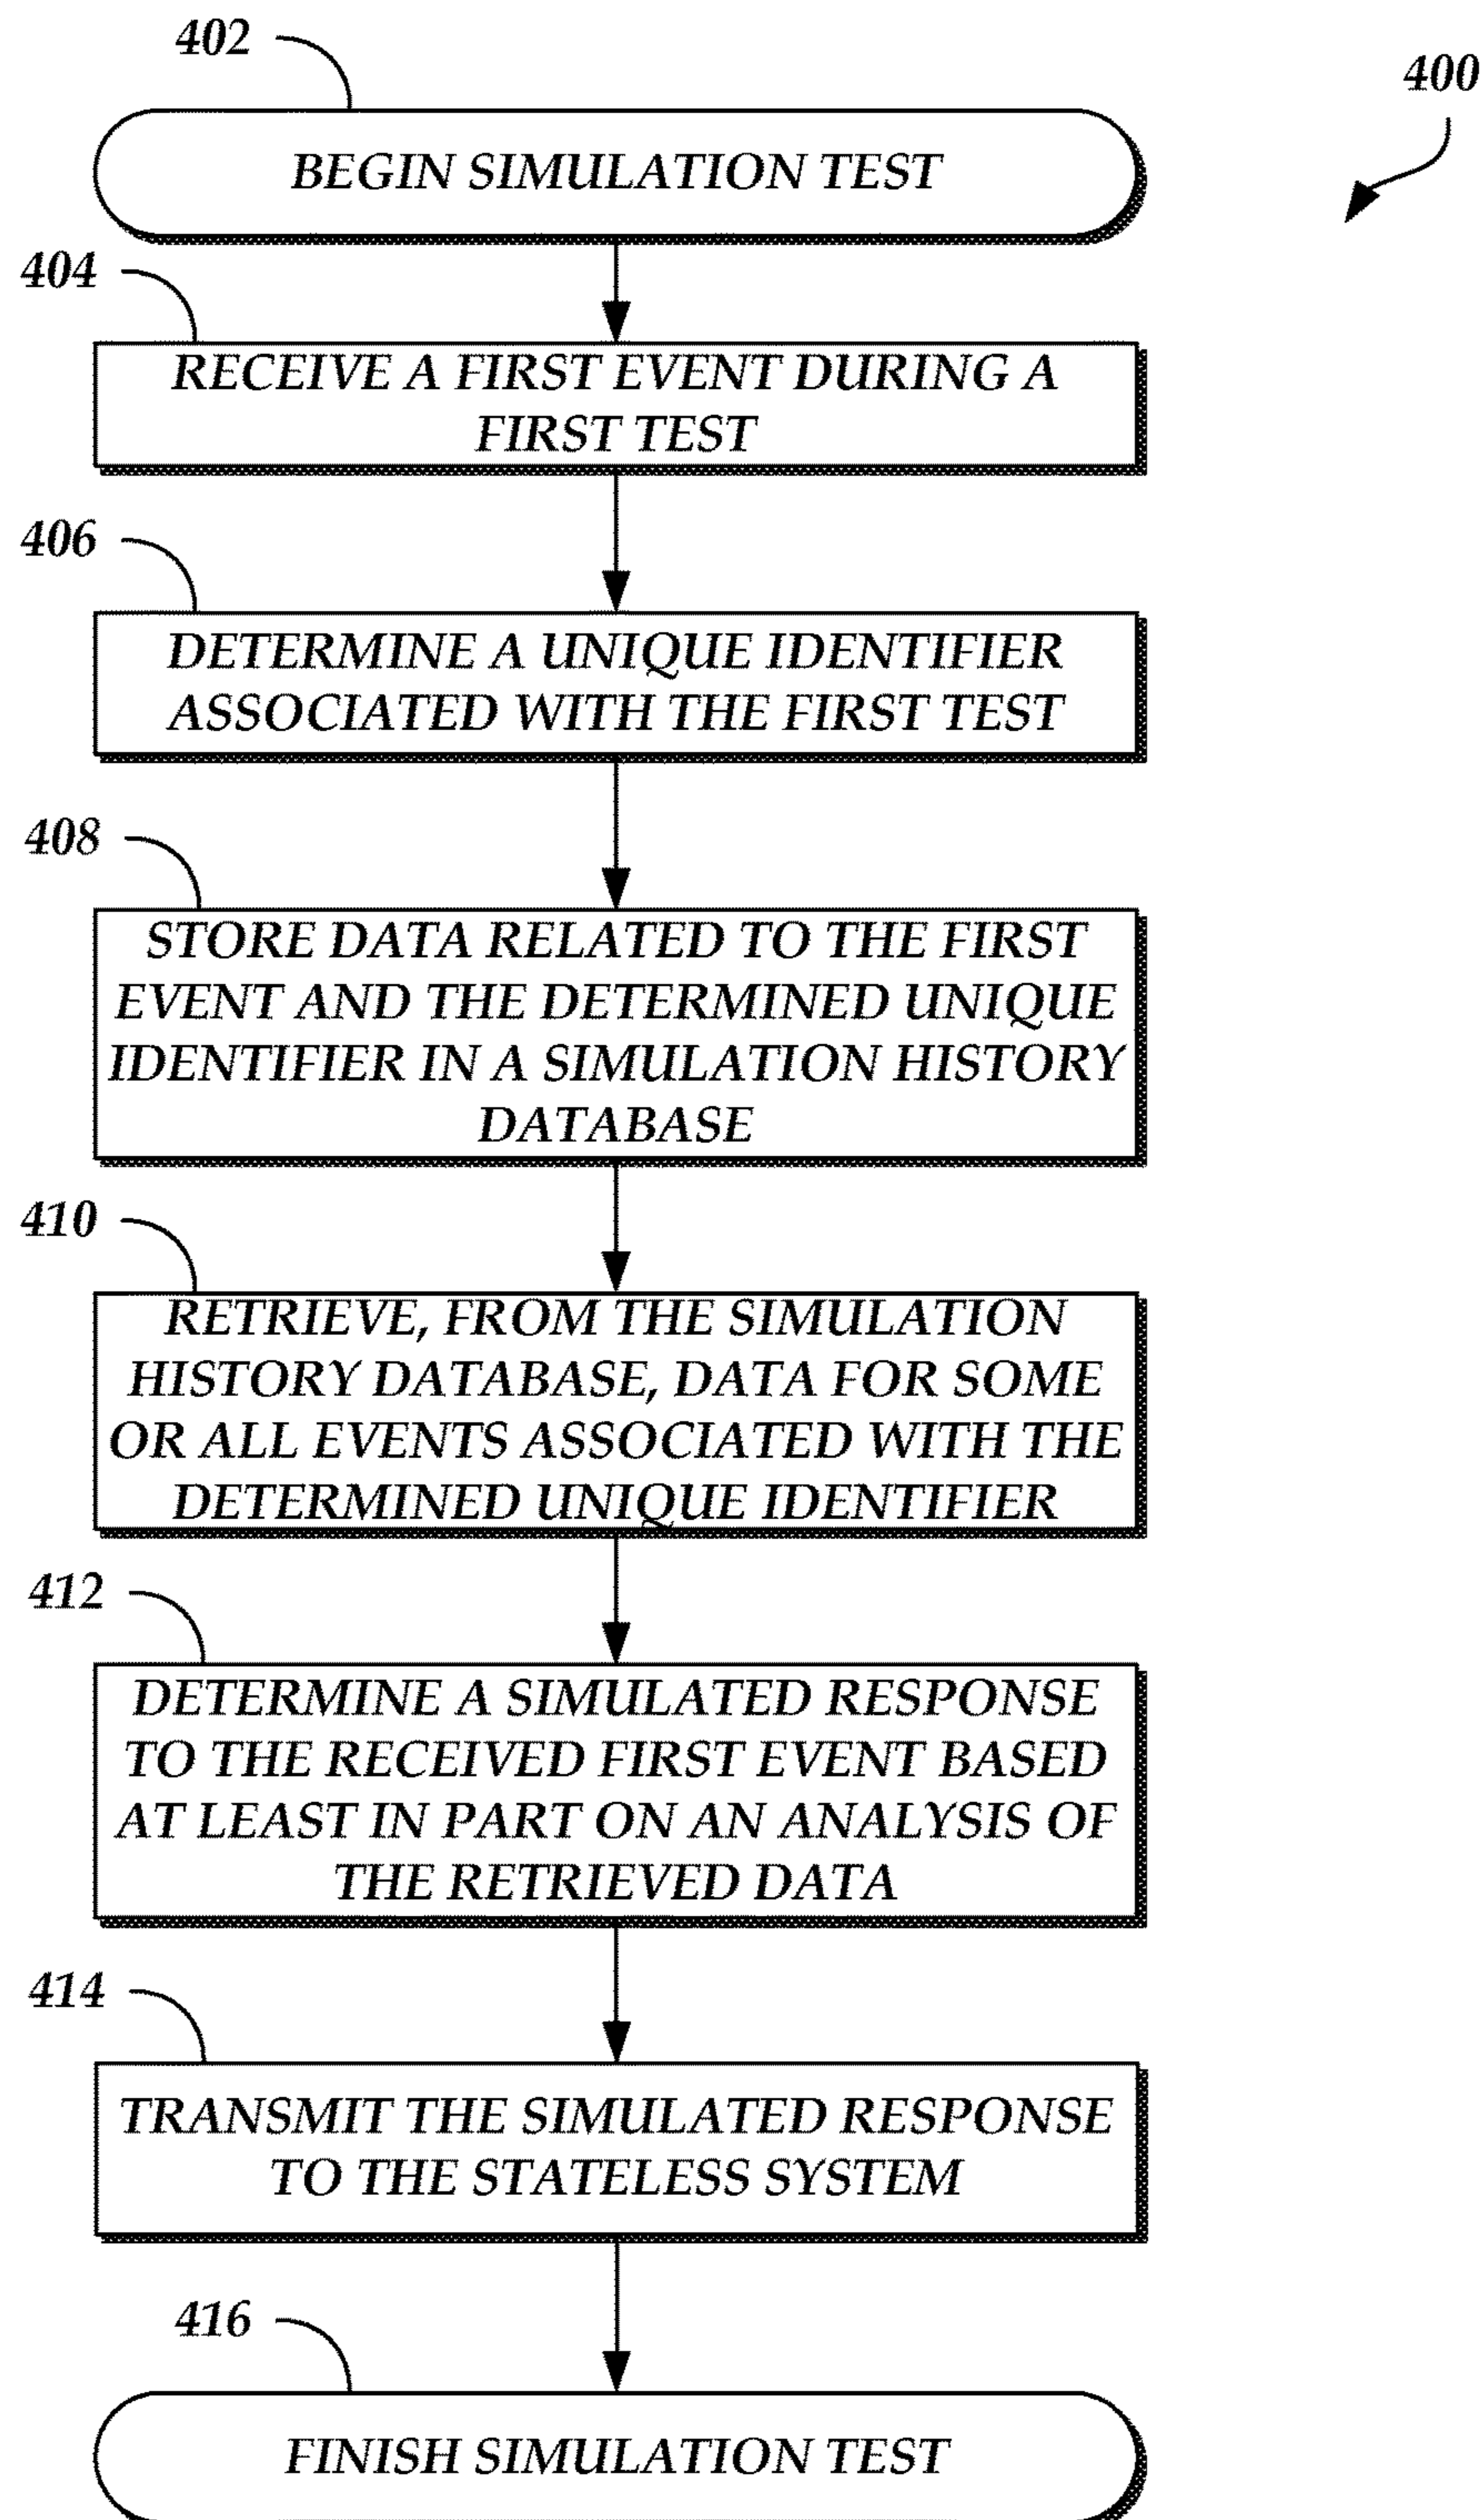 402
400
BEGIN SIMULATION TEST
404
RECEIVE A FIRST EVENT DURING A
FIRST TEST
406
DETERMINE A UNIQUE IDENTIFIER
ASSOCIATED WITH THE FIRST TEST
408
STORE DATA RELATED TO THE FIRST
EVENT AND THE DETERMINED UNIQUE
IDENTIFIER IN A SIMULATION HISTORY
DATABASE
410
RETRIEVE, FROM THE SIMULATION
HISTORY DATABASE, DATA FOR SOME
OR ALL EVENTS ASSOCIATED WITH THE
DETERMINED UNIQUE IDENTIFIER
412
DETERMINE A SIMULATED RESPONSE
TO THE RECEIVED FIRST EVENT BASED
AT LEAST IN PART ON AN ANALYSIS OF
THE RETRIEVED DATA
414
TRANSMIT THE SIMULATED RESPONSE
TO THE STATELESS SYSTEM
416
FINISH SIMULATION TEST